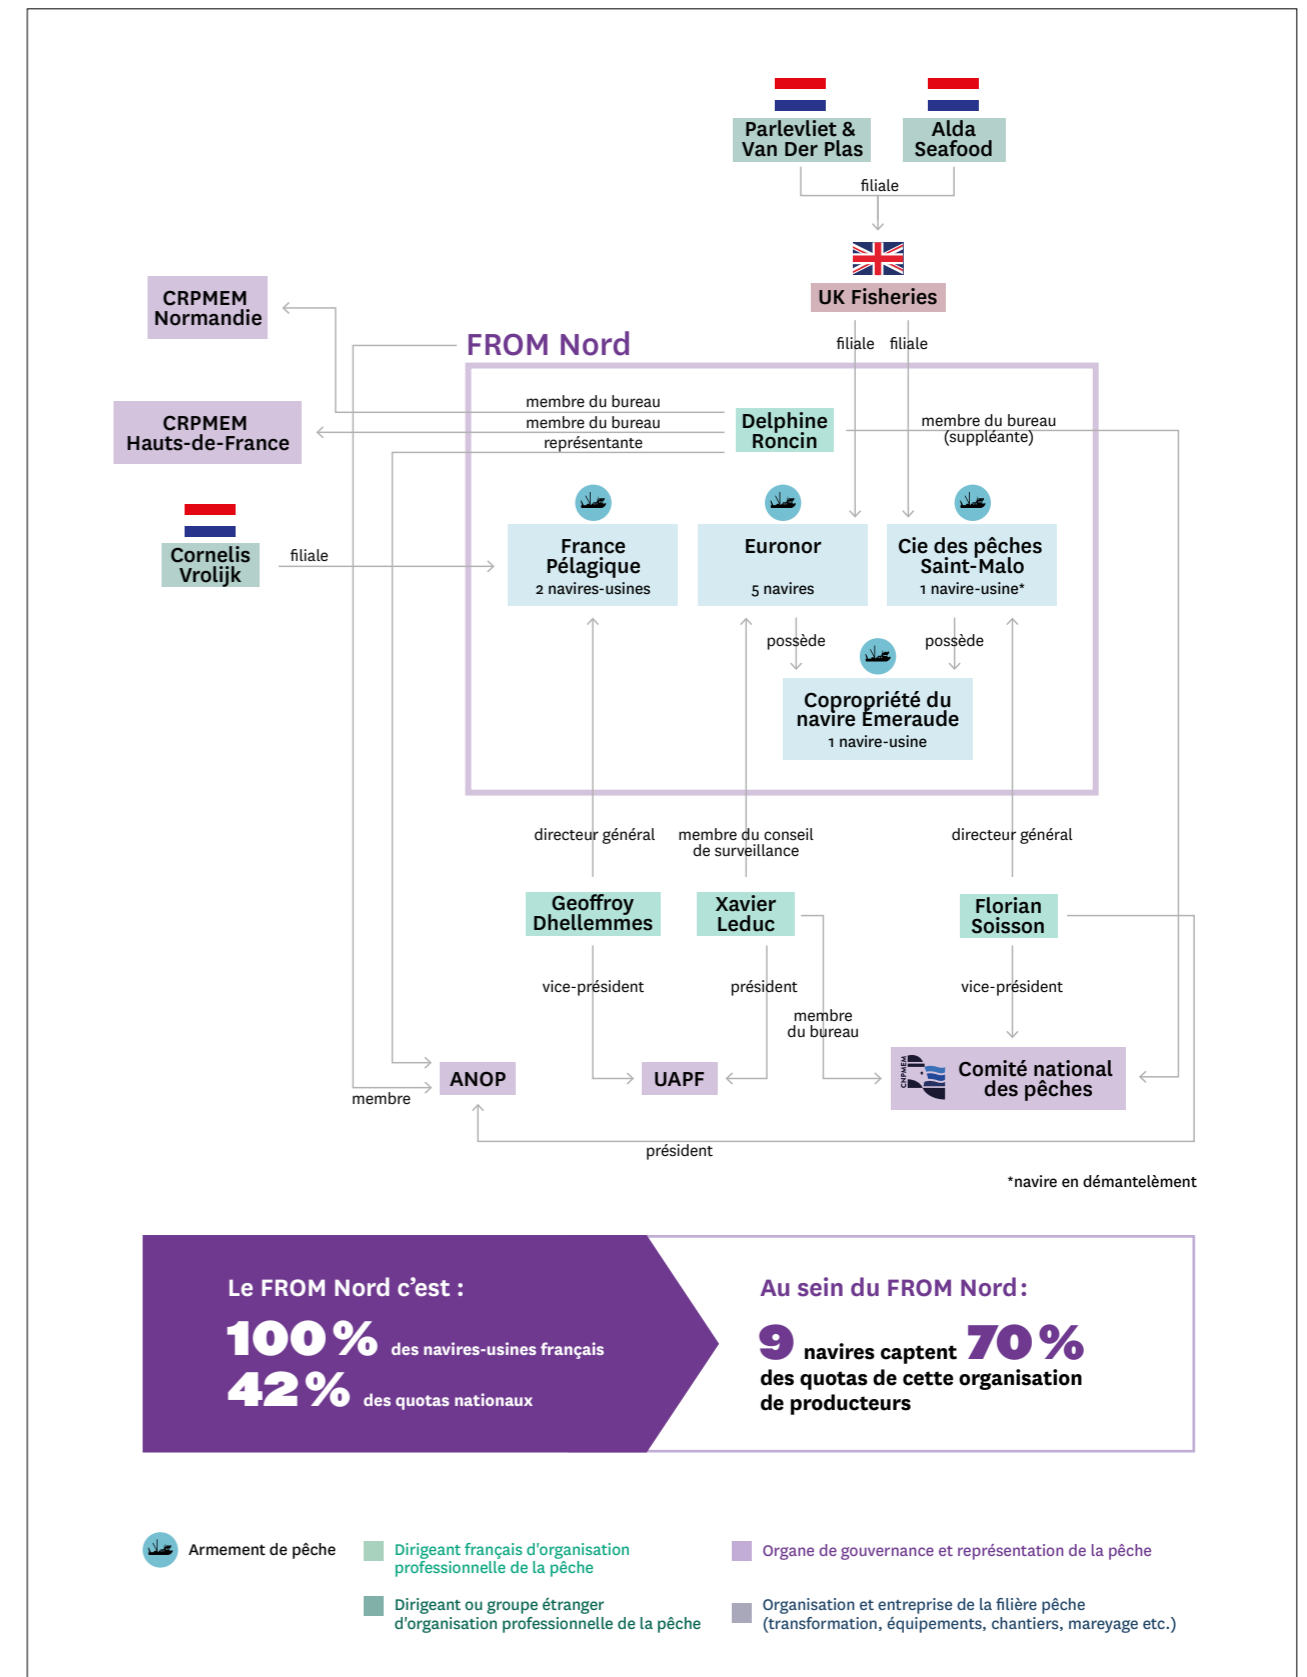 Parlevliet &
Van Der Plas
Alda
Seafood
filiale
UK Fisheries
CRPMEM
Normandie
FROM Nord
filiale
filiale
CRPMEM
Hauts-de-France
membre du bureau
membre du bureau
représentante
Delphine
Roncin
membre du bureau
(suppléante)
Cornelis
Vrolijk
filiale
France
Pélagique
2 navires-usines
Euronor
5 navires
Cie des pêches
Saint-Malo
1 navire-usine*
possède
possède
Copropriété du
navire Émeraude
1 navire-usine
directeur général
membre du conseil
de surveillance
directeur général
Geoffroy
Dhellemmes
Xavier
Leduc
Florian
Soisson
vice-président
président
vice-président
membre
du bureau
ANOP
UAPF
CNPMEM
Comité national
des pêches
membre
président
*navire en démantelèment
Le FROM Nord c’est :
100 % des navires-usines français
42 % des quotas nationaux
Au sein du FROM Nord :
9 navires captent 70 %
des quotas de cette organisation
de producteurs
Armement de pêche
Dirigeant français d'organisation
professionnelle de la pêche
Dirigeant ou groupe étranger
d'organisation professionnelle de la pêche
Organe de gouvernance et représentation de la pêche
Organisation et entreprise de la filière pêche
(transformation, équipements, chantiers, mareyage etc.)